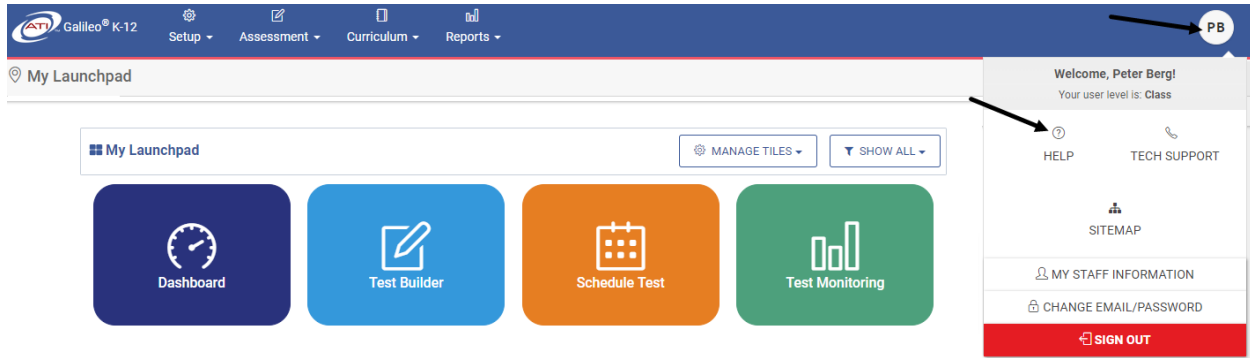 ATI Galileo® K-12
Setup
Assessment
Curriculum
Reports
PB
My Launchpad
Welcome, Peter Berg!
Your user level is: Class
HELP
TECH SUPPORT
SITEMAP
MY STAFF INFORMATION
CHANGE EMAIL/PASSWORD
SIGN OUT
My Launchpad
MANAGE TILES
SHOW ALL
Dashboard
Test Builder
Schedule Test
Test Monitoring